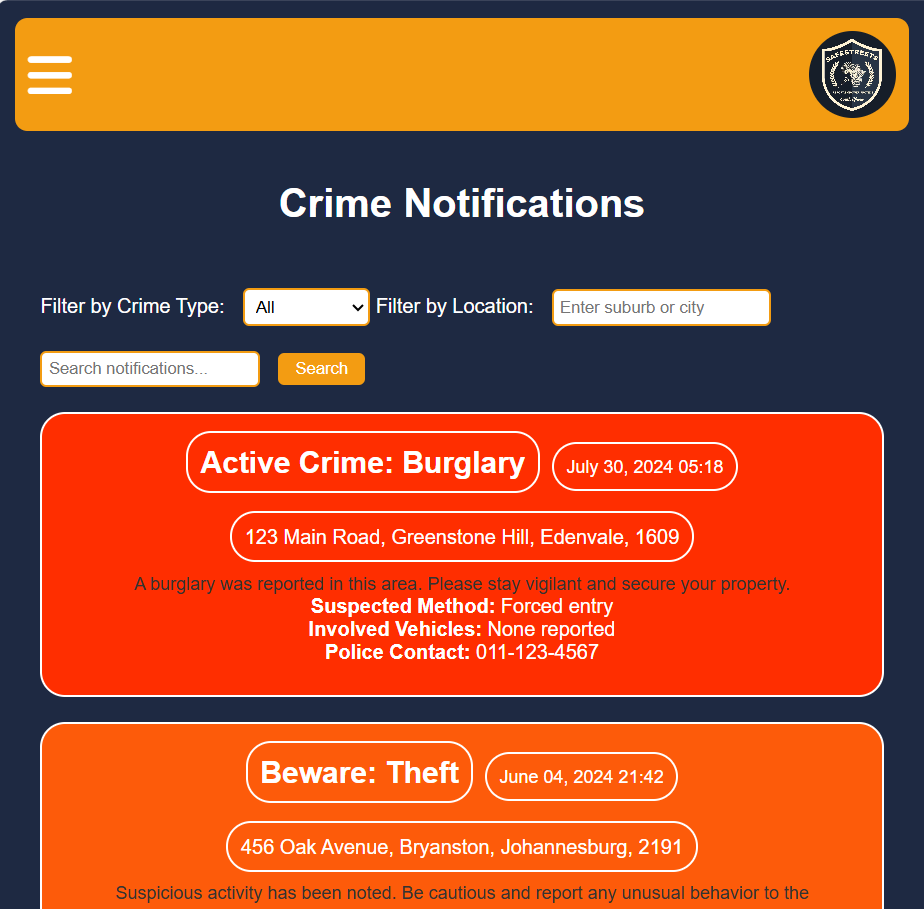 SAFESTREETS
Crime Notifications
Filter by Crime Type: All Filter by Location: Enter suburb or city
Search notifications... Search
Active Crime: Burglary July 30, 2024 05:18
123 Main Road, Greenstone Hill, Edenvale, 1609
A burglary was reported in this area. Please stay vigilant and secure your property.
Suspected Method: Forced entry
Involved Vehicles: None reported
Police Contact: 011-123-4567
Beware: Theft June 04, 2024 21:42
456 Oak Avenue, Bryanston, Johannesburg, 2191
Suspicious activity has been noted. Be cautious and report any unusual behavior to the